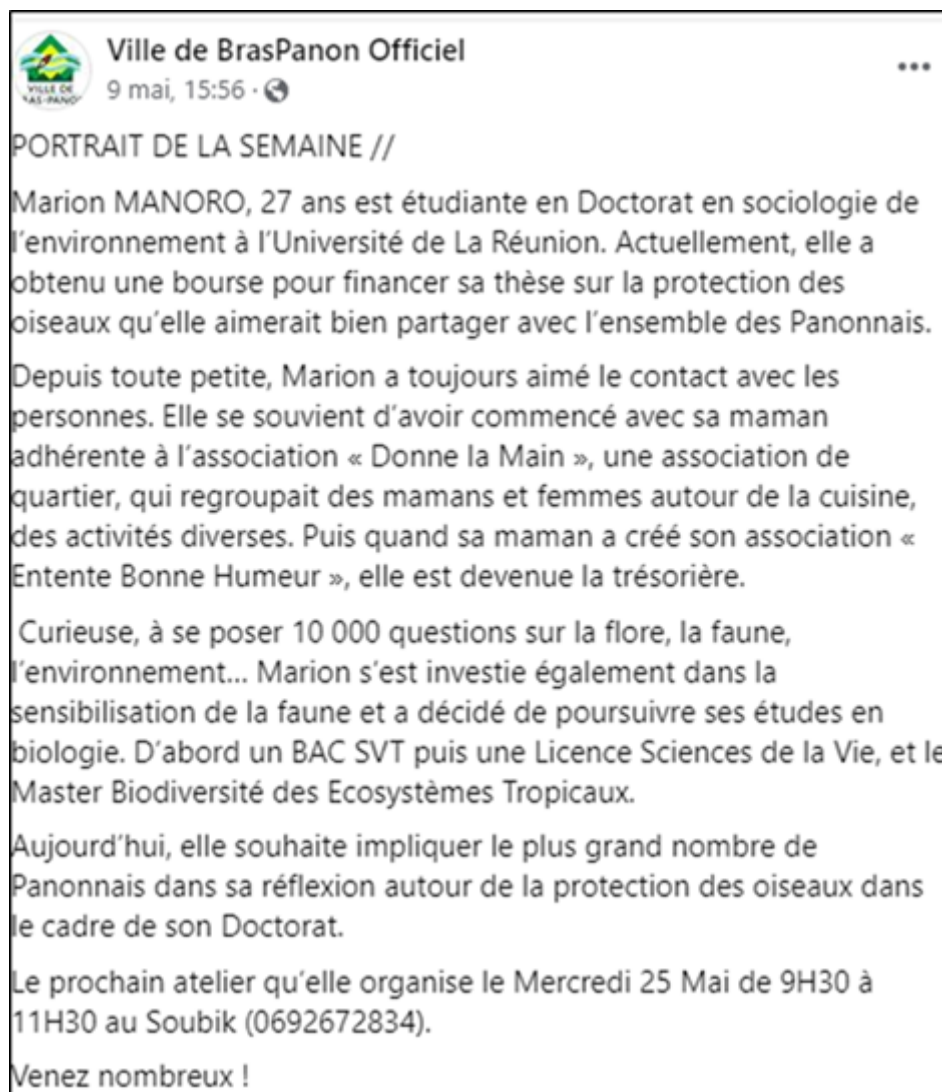 Ville de BrasPanon Officiel
9 mai, 15:56 ·
VILLE DE
PORTRAIT DE LA SEMAINE //
Marion MANORO, 27 ans est étudiante en Doctorat en sociologie de
l'environnement à l'Université de La Réunion. Actuellement, elle a
obtenu une bourse pour financer sa thèse sur la protection des
oiseaux qu'elle aimerait bien partager avec l'ensemble des Panonnais.
Depuis toute petite, Marion a toujours aimé le contact avec les
personnes. Elle se souvient d'avoir commencé avec sa maman
adhérente à l'association « Donne la Main », une association de
quartier, qui regroupait des mamans et femmes autour de la cuisine,
des activités diverses. Puis quand sa maman a créé son association «
Entente Bonne Humeur », elle est devenue la trésorière.
Curieuse, à se poser 10 000 questions sur la flore, la faune,
l'environnement... Marion s'est investie également dans la
sensibilisation de la faune et a décidé de poursuivre ses études en
biologie. D'abord un BAC SVT puis une Licence Sciences de la Vie, et le
Master Biodiversité des Ecosystèmes Tropicaux.
Aujourd'hui, elle souhaite impliquer le plus grand nombre de
Panonnais dans sa réflexion autour de la protection des oiseaux dans
le cadre de son Doctorat.
Le prochain atelier qu'elle organise le Mercredi 25 Mai de 9H30 à
11H30 au Soubik (0692672834).
Venez nombreux !